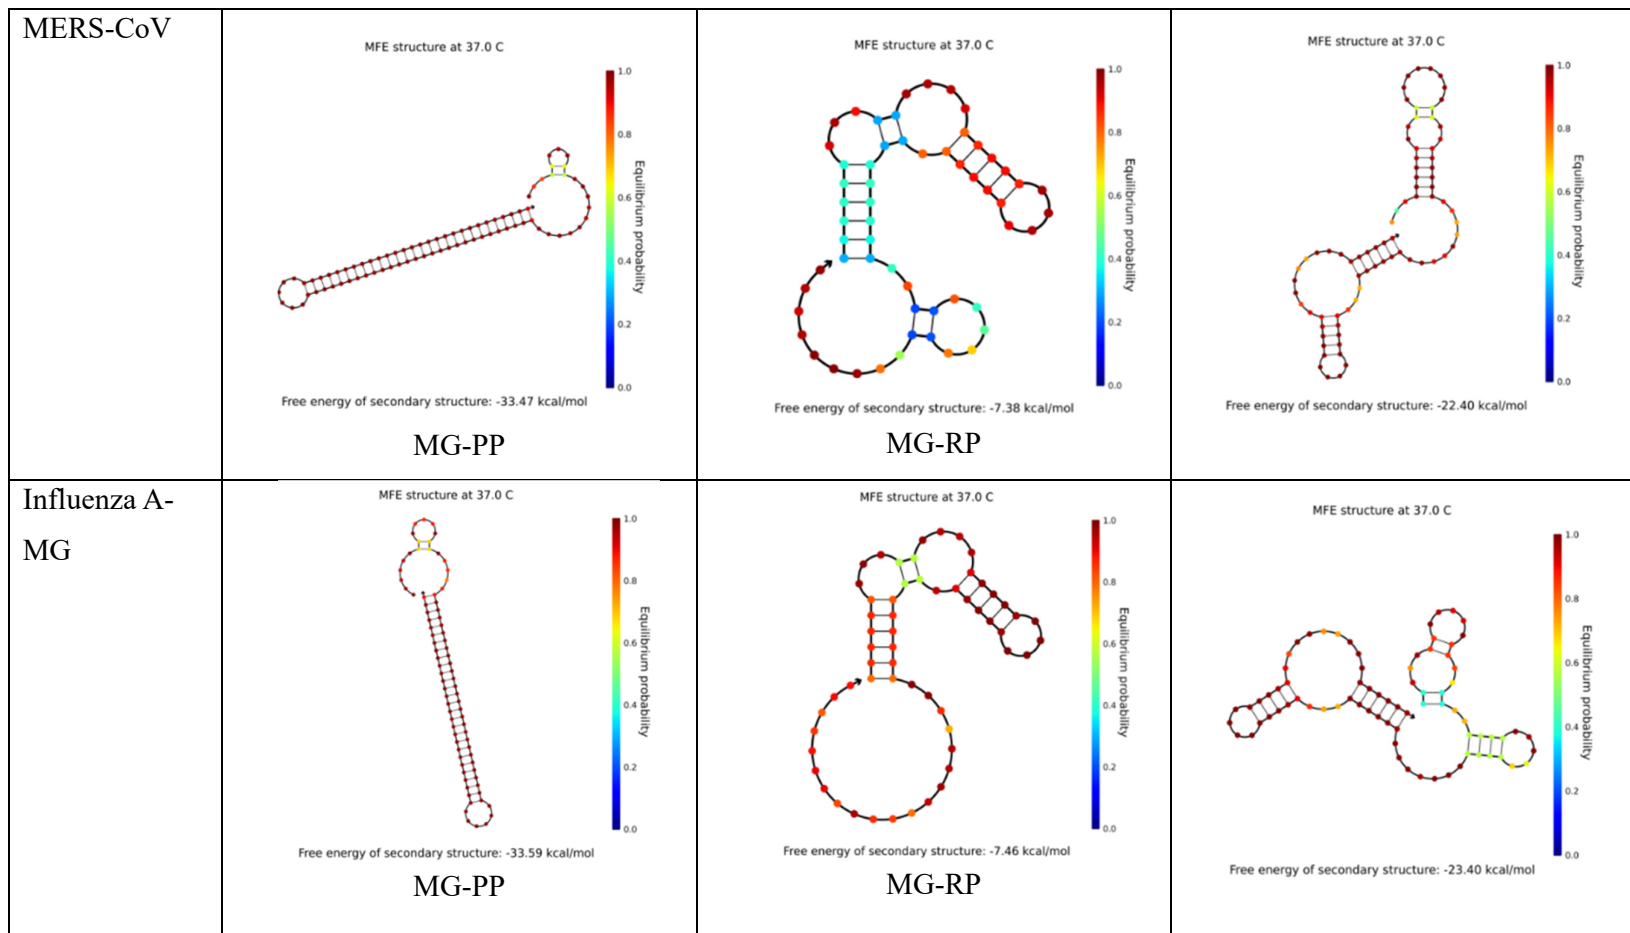 MERS-CoV
MFE structure at 37.0 C
1.0
0.8
0.6
0.4
0.2
0.0
Equilibrium probability
Free energy of secondary structure: -33.47 kcal/mol
MG-PP
MFE structure at 37.0 C
1.0
0.8
0.6
0.4
0.2
0.0
Equilibrium probability
Free energy of secondary structure: -7.38 kcal/mol
MG-RP
MFE structure at 37.0 C
1.0
0.8
0.6
0.4
0.2
0.0
Equilibrium probability
Free energy of secondary structure: -22.40 kcal/mol
Influenza A-
MG
MFE structure at 37.0 C
1.0
0.8
0.6
0.4
0.2
0.0
Equilibrium probability
Free energy of secondary structure: -33.59 kcal/mol
MG-PP
MFE structure at 37.0 C
1.0
0.8
0.6
0.4
0.2
0.0
Equilibrium probability
Free energy of secondary structure: -7.46 kcal/mol
MG-RP
MFE structure at 37.0 C
1.0
0.8
0.6
0.4
0.2
0.0
Equilibrium probability
Free energy of secondary structure: -23.40 kcal/mol